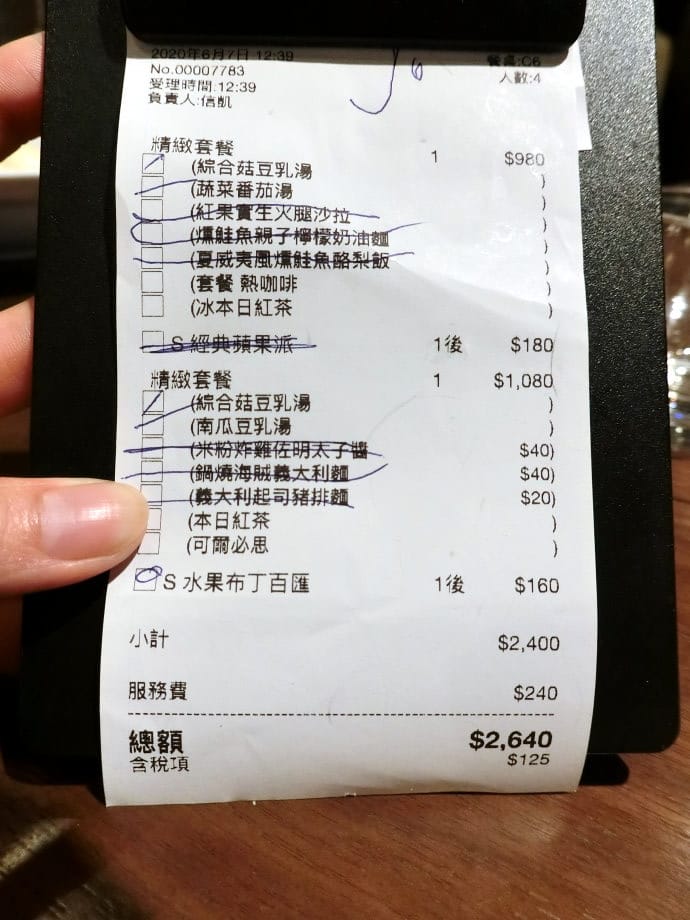 2020年6月7日 12:39 餐桌:C6
No.00007783 人數:4
受理時間:12:39
負責人:信凱
精緻套餐 1 $980
(綜合菇豆乳湯 )
(蔬菜番茄湯 )
(紅果實生火腿沙拉 )
(燻鮭魚親子檸檬奶油麵 )
(夏威夷風燻鮭魚酪梨飯 )
(套餐 熱咖啡 )
(冰本日紅茶 )
S 經典蘋果派 1後 $180
精緻套餐 1 $1,080
(綜合菇豆乳湯 )
(南瓜豆乳湯 )
(米粉炸雞佐明太子醬 $40)
(鍋燒海賊義大利麵 $40)
(義大利起司豬排麵 $20)
(本日紅茶 )
(可爾必思 )
S 水果布丁百匯 1後 $160
小計 $2,400
服務費 $240
總額 $2,640
含稅項 $125